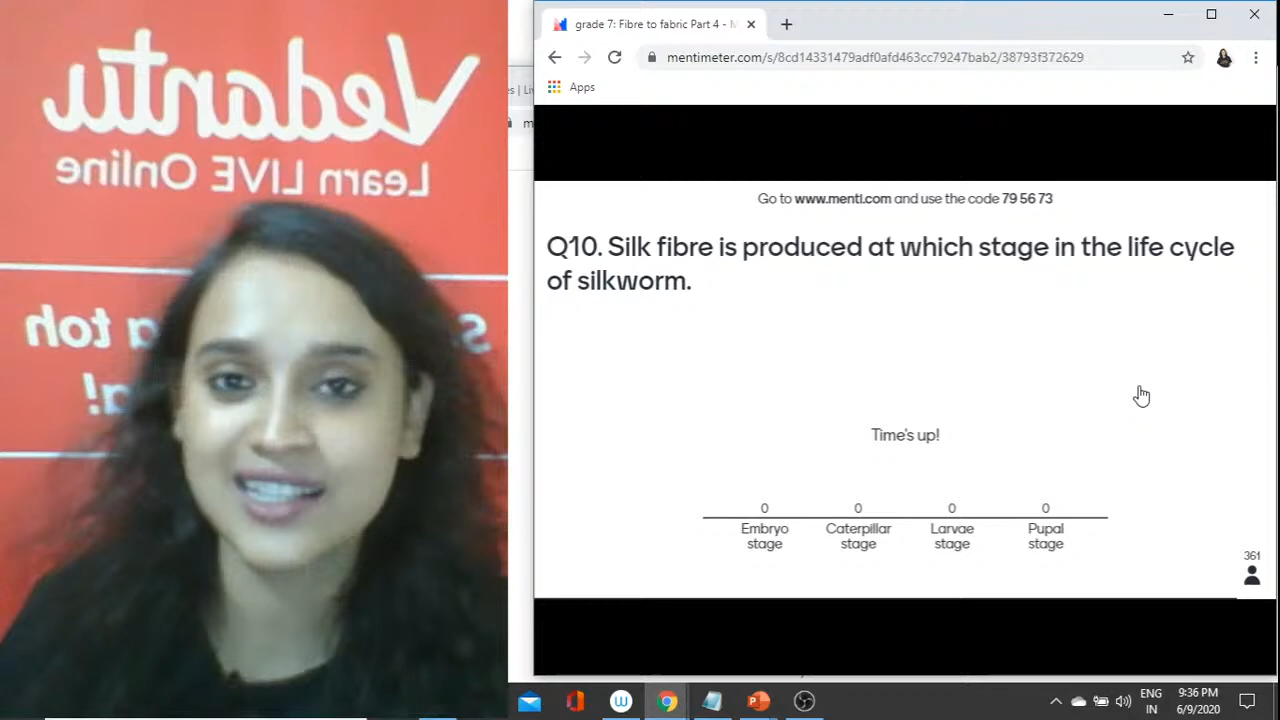 Vedantu
Learn LIVE Online
a toh
a!
grade 7: Fibre to fabric Part 4 - M
mentimeter.com/s/8cd14331479adf0afd463cc79247bab2/38793f372629
Apps
es | Liv
m
Go to www.menti.com and use the code 79 56 73
Q10. Silk fibre is produced at which stage in the life cycle
of silkworm.
Time's up!
0 0 0 0
Embryo stage
Caterpillar stage
Larvae stage
Pupal stage
361
ENG
IN
9:36 PM
6/9/2020